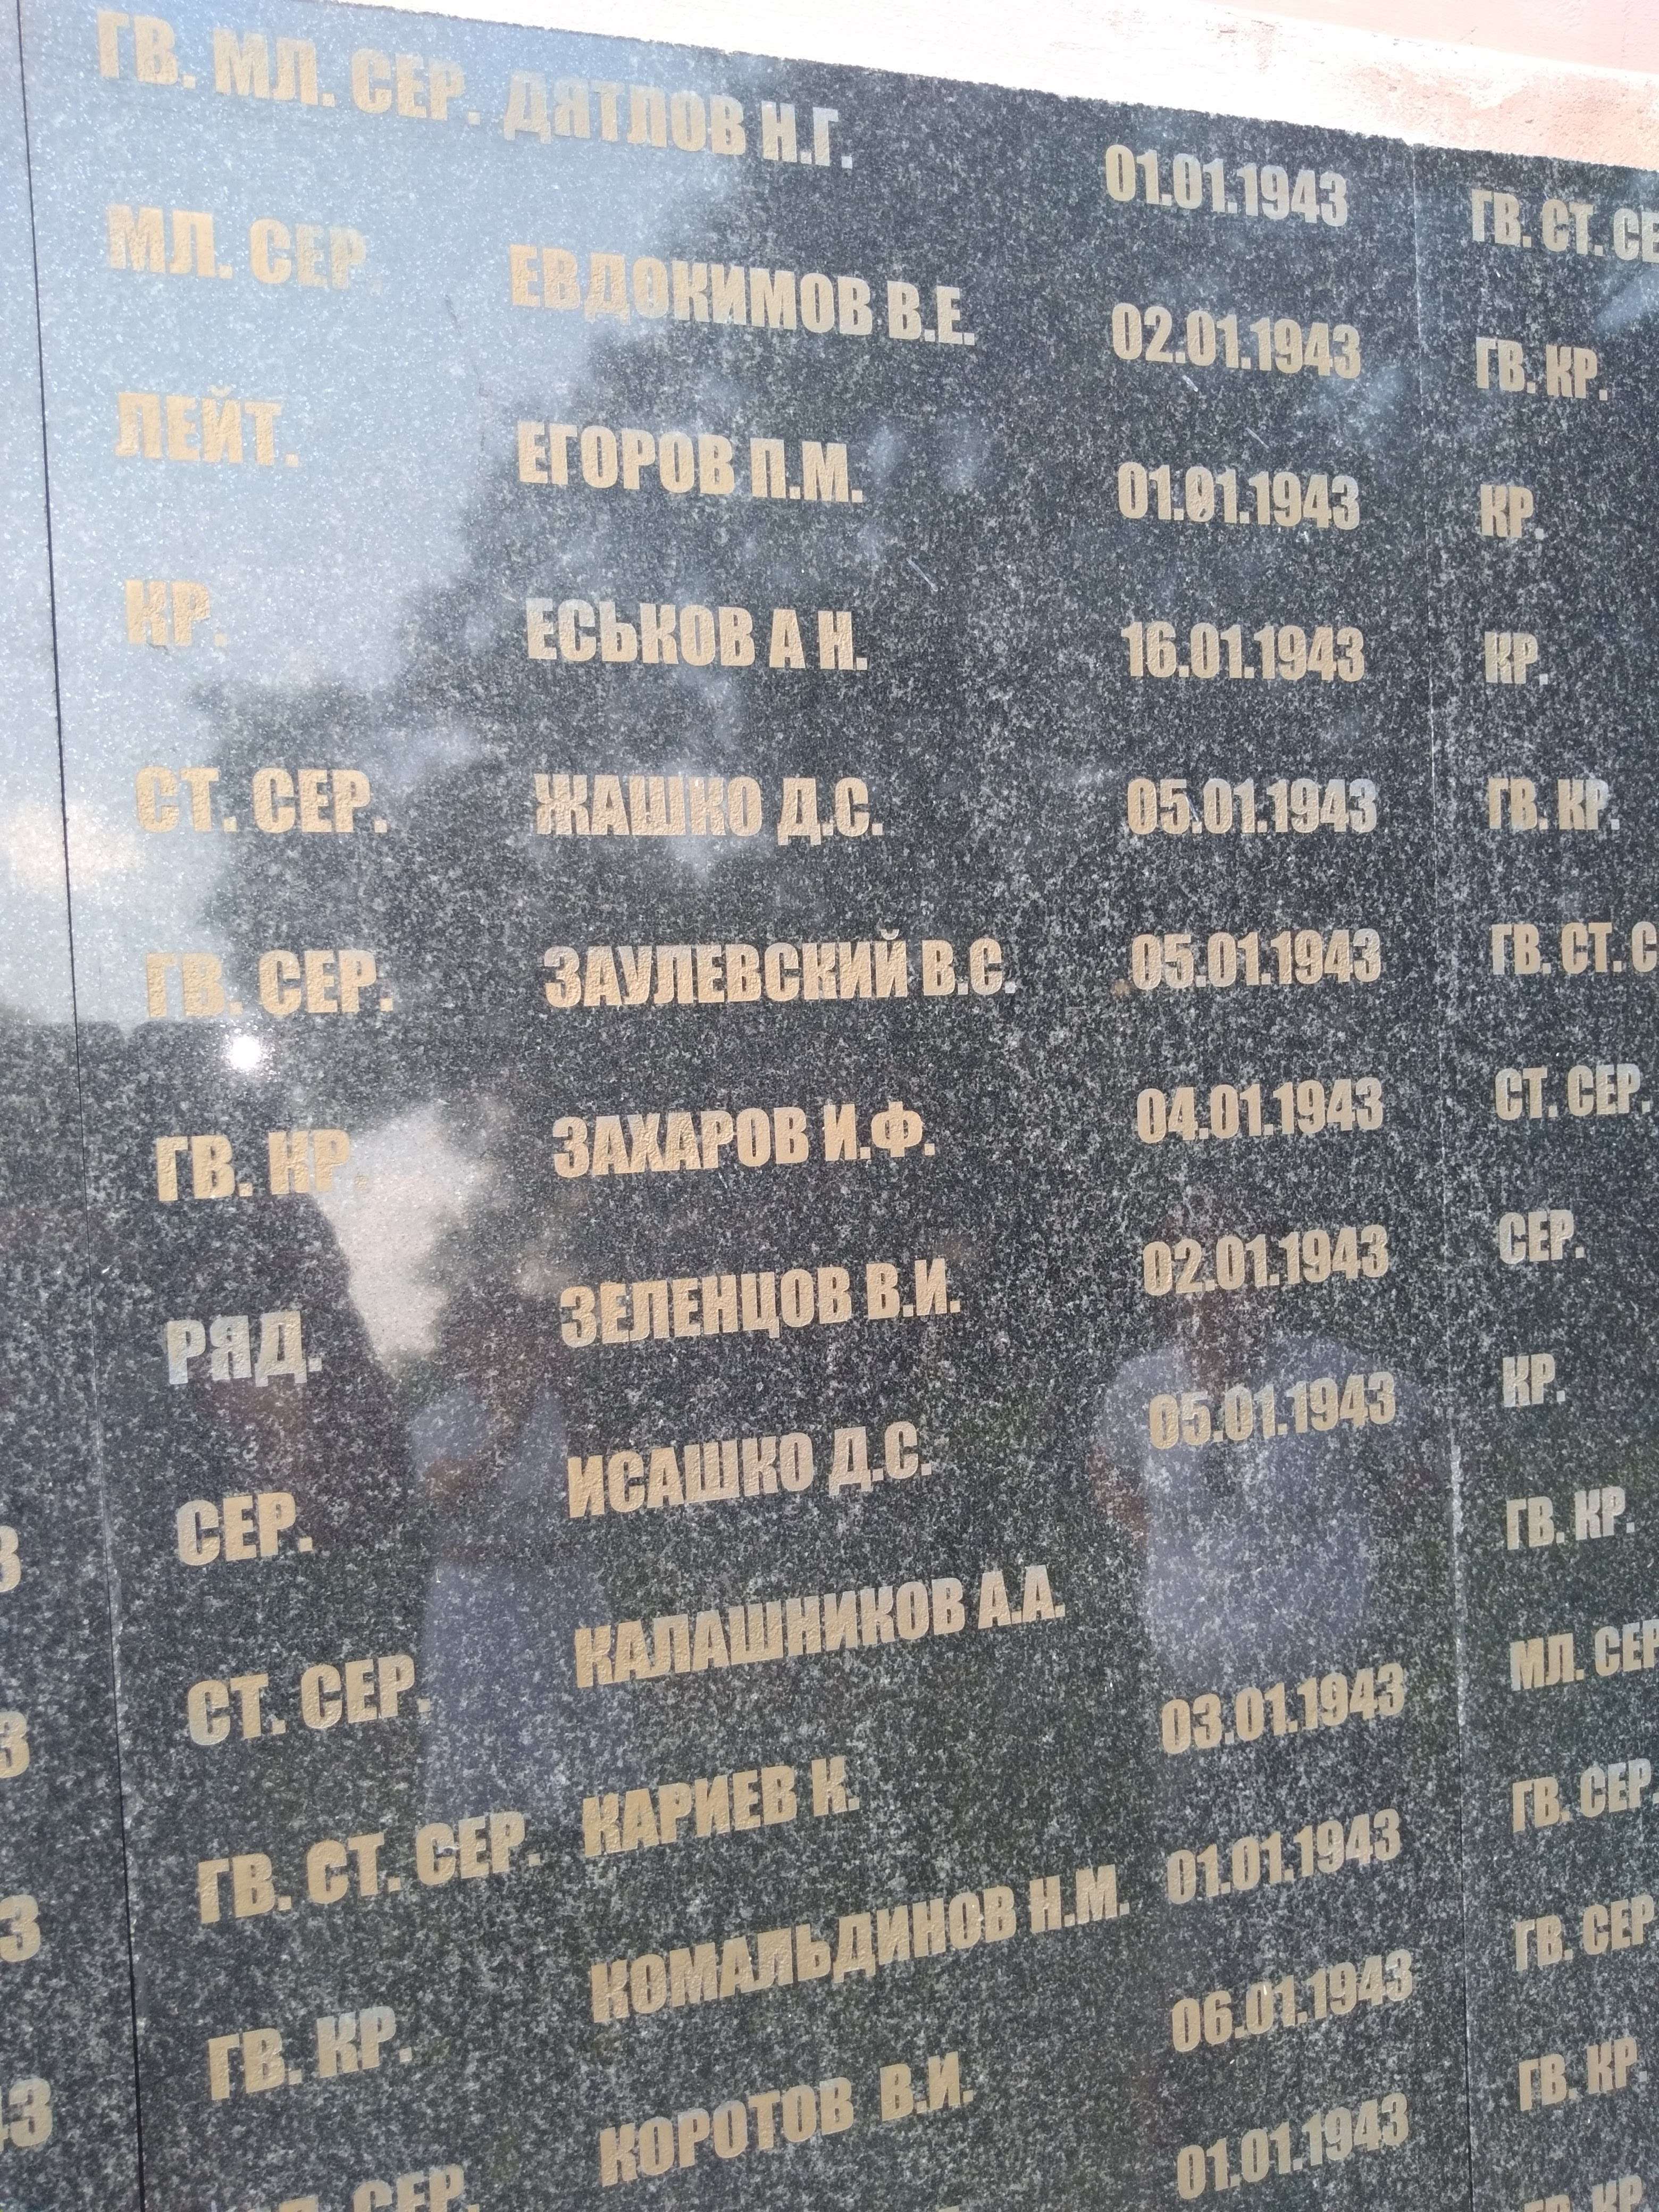 ГВ. МЛ. СЕР. ДЯТЛОВ Н.Г. 01.01.1943
МЛ. СЕР. ЕВДОКИМОВ В.Е. 02.01.1943
ЛЕЙТ. ЕГОРОВ П.М. 01.01.1943
КР. ЕСЬКОВ А Н. 16.01.1943
СТ. СЕР. ЖАШКО Д.С. 05.01.1943
ГВ. СЕР. ЗАУЛЕВСКИЙ В.С. 05.01.1943
ГВ. КР. ЗАХАРОВ И.Ф. 04.01.1943
РЯД. ЗЕЛЕНЦОВ В.И. 02.01.1943
СЕР. ИСАШКО Д.С. 05.01.1943
СТ. СЕР. КАЛАШНИКОВ А.А.
ГВ. СТ. СЕР. КАРИЕВ К. 03.01.1943
ГВ. КР. КОМАЛЬДИНОВ Н.М. 01.01.1943
СЕР. КОРОТОВ В.И. 06.01.1943
01.01.1943
ГВ. СТ. СЕ
ГВ. КР.
КР.
КР.
ГВ. КР.
ГВ. СТ. С
СТ. СЕР.
СЕР.
КР.
ГВ. КР.
МЛ. СЕР
ГВ. СЕР.
ГВ. СЕР
ГВ. КР.